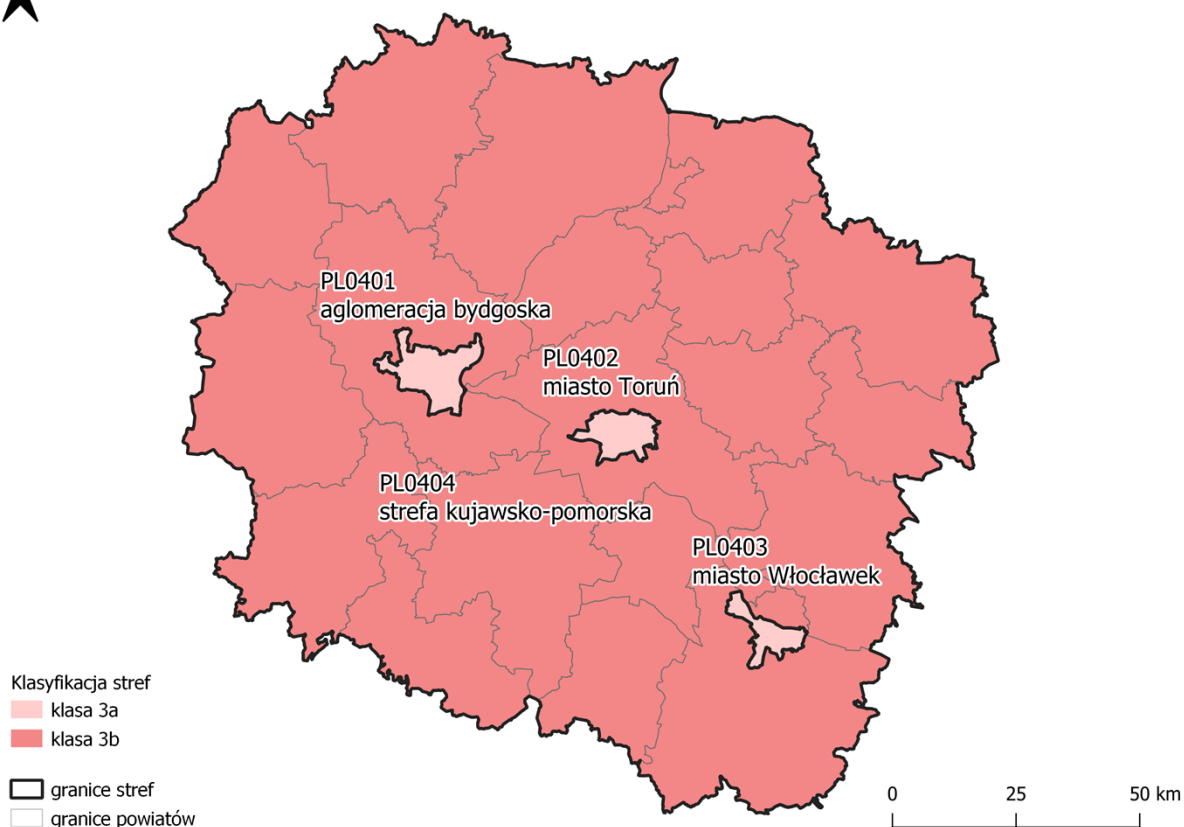 PL0401
aglomeracja bydgoska
PL0402
miasto Toruń
PL0404
strefa kujawsko-pomorska
PL0403
miasto Włocławek
Klasyfikacja stref
klasa 3a
klasa 3b
granice stref
granice powiatów
0 25 50 km